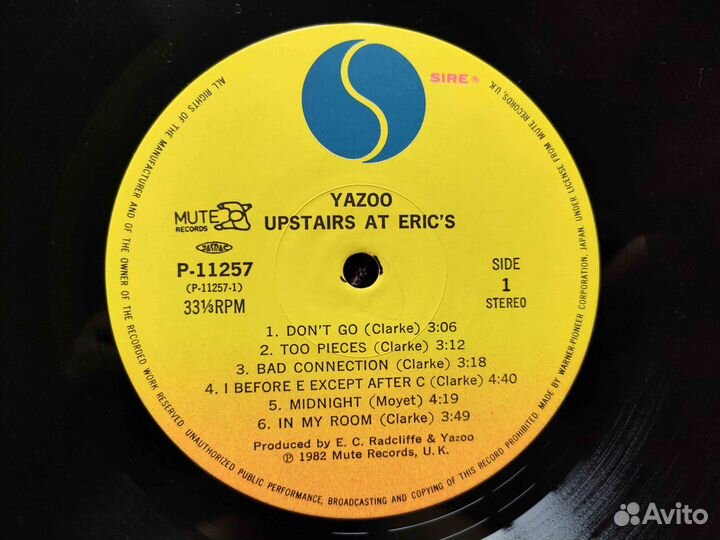 SIRE®
YAZOO
UPSTAIRS AT ERIC'S
MUTE
RECORDS
JASRAC
P-11257
(P-11257-1)
33⅓RPM
SIDE
1
STEREO
1. DON'T GO (Clarke) 3:06
2. TOO PIECES (Clarke) 3:12
3. BAD CONNECTION (Clarke) 3:18
4. I BEFORE E EXCEPT AFTER C (Clarke) 4:40
5. MIDNIGHT (Moyet) 4:19
6. IN MY ROOM (Clarke) 3:49
Produced by E. C. Radcliffe & Yazoo
℗ 1982 Mute Records, U. K.
ALL RIGHTS OF THE MANUFACTURER AND OF THE OWNER OF THE RECORDED WORK RESERVED. UNAUTHORIZED PUBLIC PERFORMANCE, BROADCASTING AND COPYING OF THIS RECORD PROHIBITED. MADE BY WARNER-PIONEER CORPORATION, JAPAN. UNDER LICENSE FROM MUTE RECORDS, U.K.
Avito